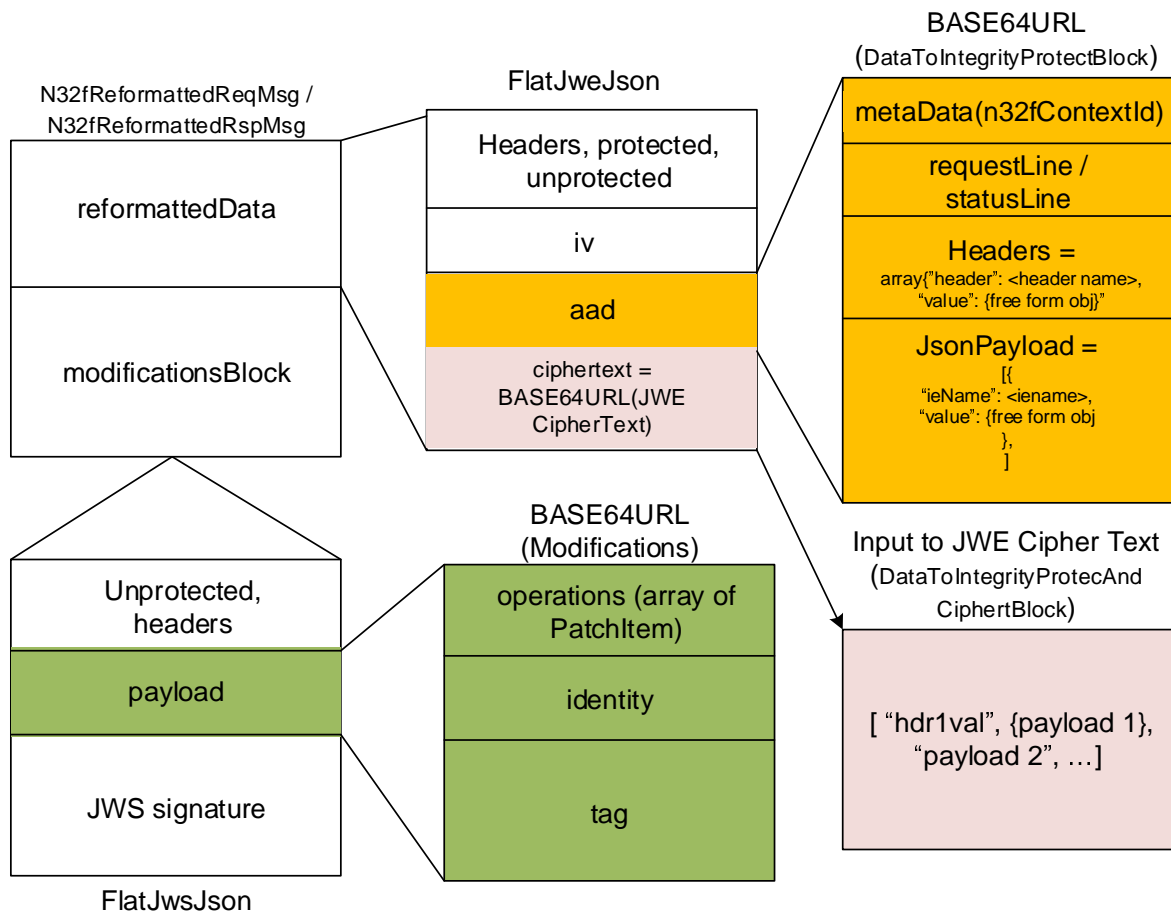 N32fReformattedReqMsg /
N32fReformattedRspMsg
reformattedData
modificationsBlock
FlatJweJson
Headers, protected,
unprotected
iv
aad
ciphertext =
BASE64URL(JWE
CipherText)
BASE64URL
(DataToIntegrityProtectBlock)
metaData(n32fContextId)
requestLine /
statusLine
Headers =
array{”header”: <header name>,
“value”: {free form obj}”
JsonPayload =
[{
“ieName”: <iename>,
“value”: {free form obj
},
]
Unprotected,
headers
payload
JWS signature
FlatJwsJson
BASE64URL
(Modifications)
operations (array of
PatchItem)
identity
tag
Input to JWE Cipher Text
(DataToIntegrityProtecAnd
CiphertBlock)
[ “hdr1val”, {payload 1},
“payload 2”, …]